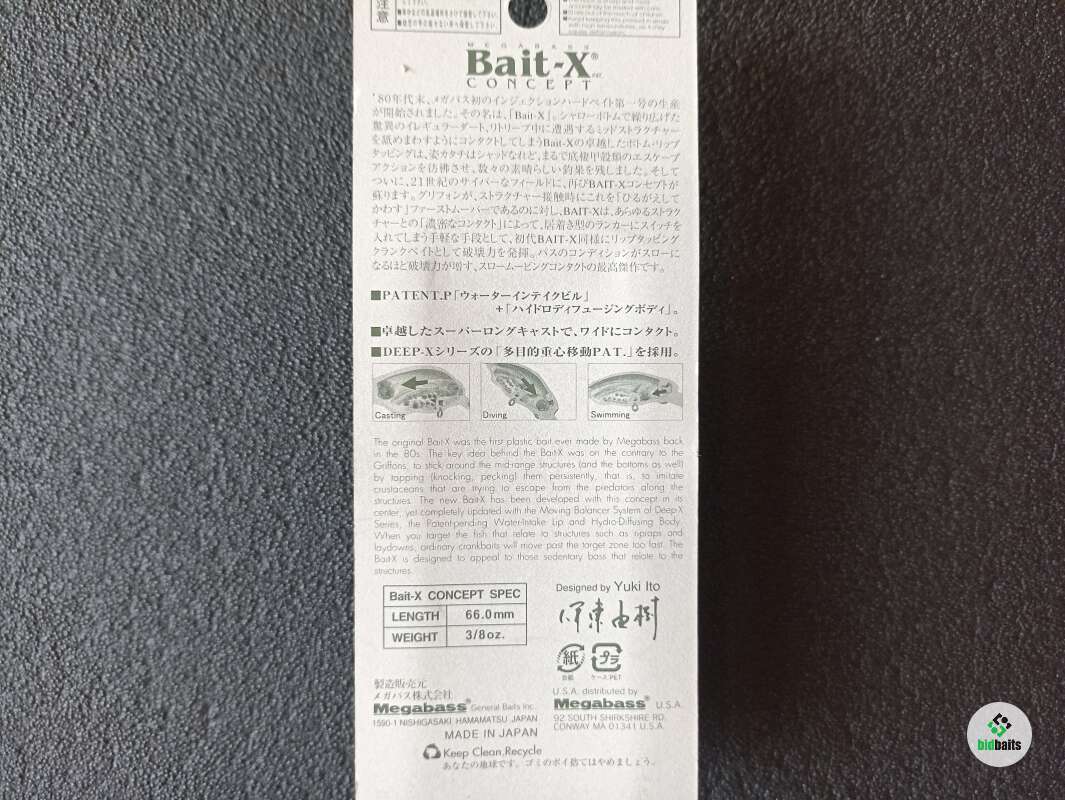 注意
MEGABASS
Bait-X®
CONCEPT
'80年代末、メガバス初のインジェクションハードベイト第一号の生産
が開始されました。その名は、「Bait-X」。シャローボトムで繰り広げた
驚異のイレギュラーダート、リトリーブ中に遭遇するミッドストラクチャー
を舐めまわすようにコンタクトしてしまうBait-Xの卓越したボトム・リップ
タッピングは、姿カタチはシャッドなれど、まるで底棲甲殻類のエスケープ
アクションを彷彿させ、数々の素晴らしい釣果を残しました。そして
ついに、21世紀のサイバーなフィールドに、再びBAIT-Xコンセプトが
蘇ります。グリフォンが、ストラクチャー接触時にこれを「ひるがえして
かわす」ファーストムーバーであるのに対し、BAIT-Xは、あらゆるストラク
チャーとの「濃密なコンタクト」によって、居着き型のランカーにスイッチを
入れてしまう手軽な手段として、初代BAIT-X同様にリップタッピング
クランクベイトとして破壊力を発揮。バスのコンディションがスローに
なるほど破壊力が増す、スロームービングコンタクトの最高傑作です。
■PATENT.P「ウォーターインテイクビル」
+「ハイドロディフュージングボディ」。
■卓越したスーパーロングキャストで、ワイドにコンタクト。
■DEEP-Xシリーズの「多目的重心移動PAT.」を採用。
Casting
Diving
Swimming
The original Bait-X was the first plastic bait ever made by Megabass back
in the 80s. The key idea behind the Bait-X was on the contrary to the
Griffons, to stick around the mid-range structures (and the bottoms as well)
by tapping (knocking, pecking) them persistently, that is, to imitate
crustaceans that are trying to escape from the predators along the
structures. The new Bait-X has been developed with this concept in its
center, yet completely updated with the Moving Balancer System of Deep-X
Series, the Patent-pending Water-Intake Lip and Hydro-Diffusing Body.
When you target the fish that relate to structures such as ripraps and
laydowns, ordinary crankbaits will move past the target zone too fast. The
Bait-X is designed to appeal to those sedentary bass that relate to the
structures.
Bait-X CONCEPT SPEC
LENGTH 66.0mm
WEIGHT 3/8oz.
Designed by Yuki Ito
伊東由樹
紙 プラ
台紙 ケース PET
製造販売元
メガバス株式会社
Megabass® General Baits Inc.
1590-1 NISHIGASAKI HAMAMATSU JAPAN
MADE IN JAPAN
U.S.A. distributed by
Megabass® U.S.A.
92 SOUTH SHIRKSHIRE RD.
CONWAY MA 01341 U.S.A.
Keep Clean,Recycle
あなたの地球です。ゴミのポイ捨てはやめましょう。
bidbaits